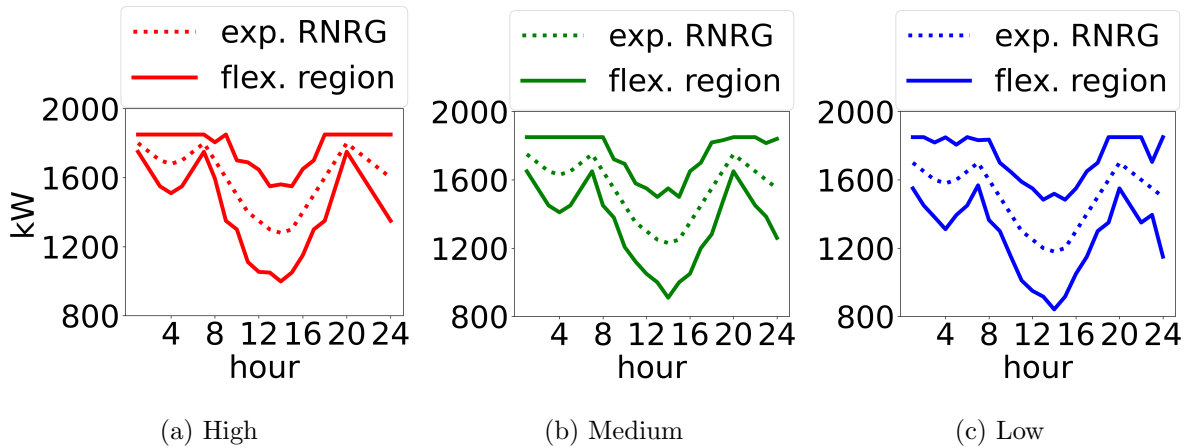 exp. RNRG
flex. region
2000
1600
1200
800
kW
4 8 12 16 20 24
hour
(a) High
exp. RNRG
flex. region
2000
1600
1200
800
4 8 12 16 20 24
hour
(b) Medium
exp. RNRG
flex. region
2000
1600
1200
800
4 8 12 16 20 24
hour
(c) Low